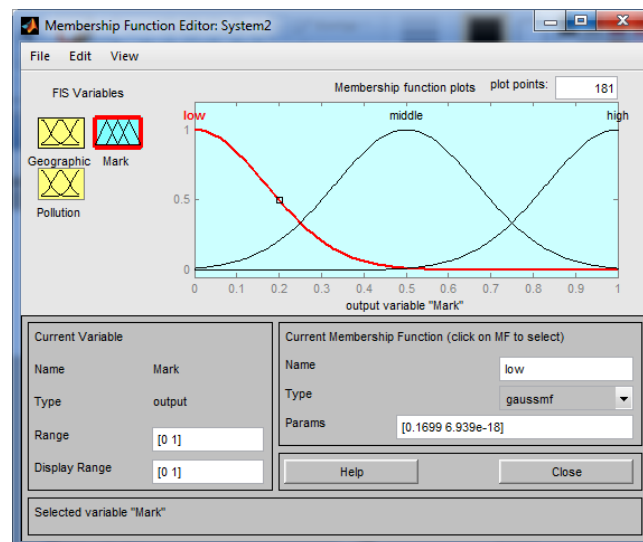 Membership Function Editor: System2
File Edit View
FIS Variables
Membership function plots plot points: 181
Geographic Mark
Pollution
low middle high
1
0.5
0
0 0.1 0.2 0.3 0.4 0.5 0.6 0.7 0.8 0.9 1
output variable "Mark"
Current Variable
Name Mark
Type output
Range [0 1]
Display Range [0 1]
Current Membership Function (click on MF to select)
Name low
Type gaussmf
Params [0.1699 6.939e-18]
Help Close
Selected variable "Mark"